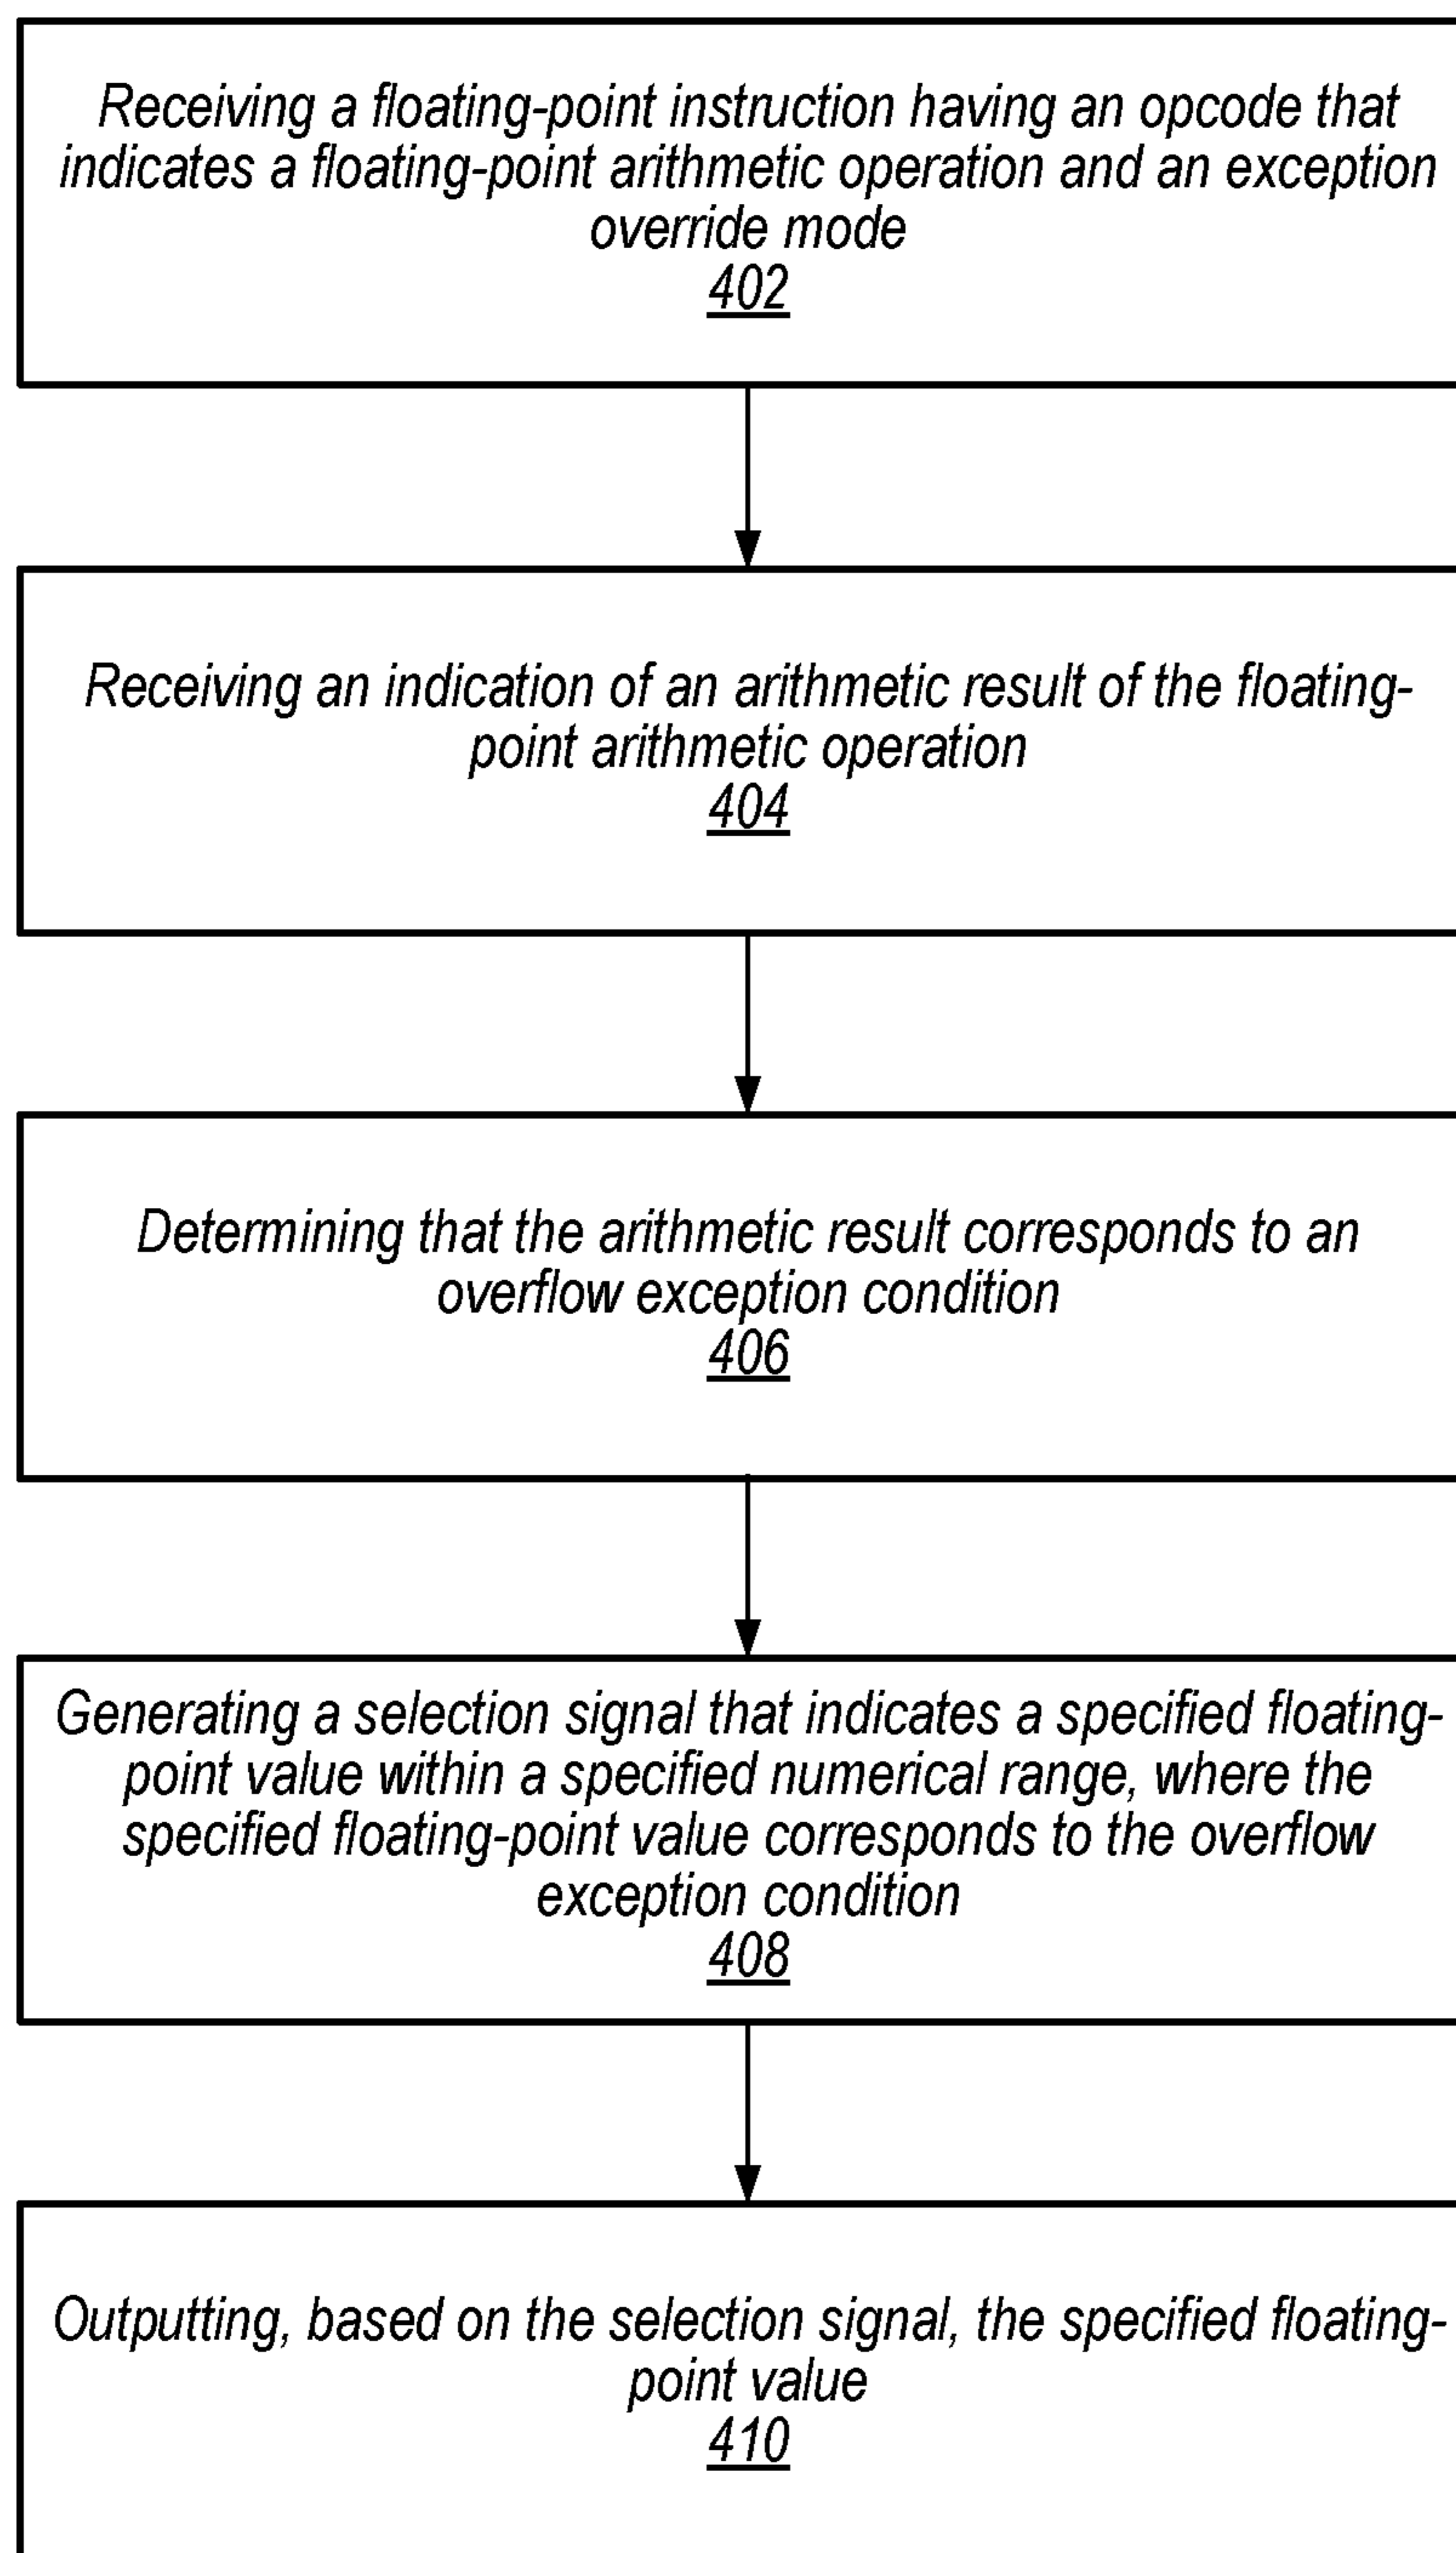 Receiving a floating-point instruction having an opcode that
indicates a floating-point arithmetic operation and an exception
override mode
402
Receiving an indication of an arithmetic result of the floating-
point arithmetic operation
404
Determining that the arithmetic result corresponds to an
overflow exception condition
406
Generating a selection signal that indicates a specified floating-
point value within a specified numerical range, where the
specified floating-point value corresponds to the overflow
exception condition
408
Outputting, based on the selection signal, the specified floating-
point value
410